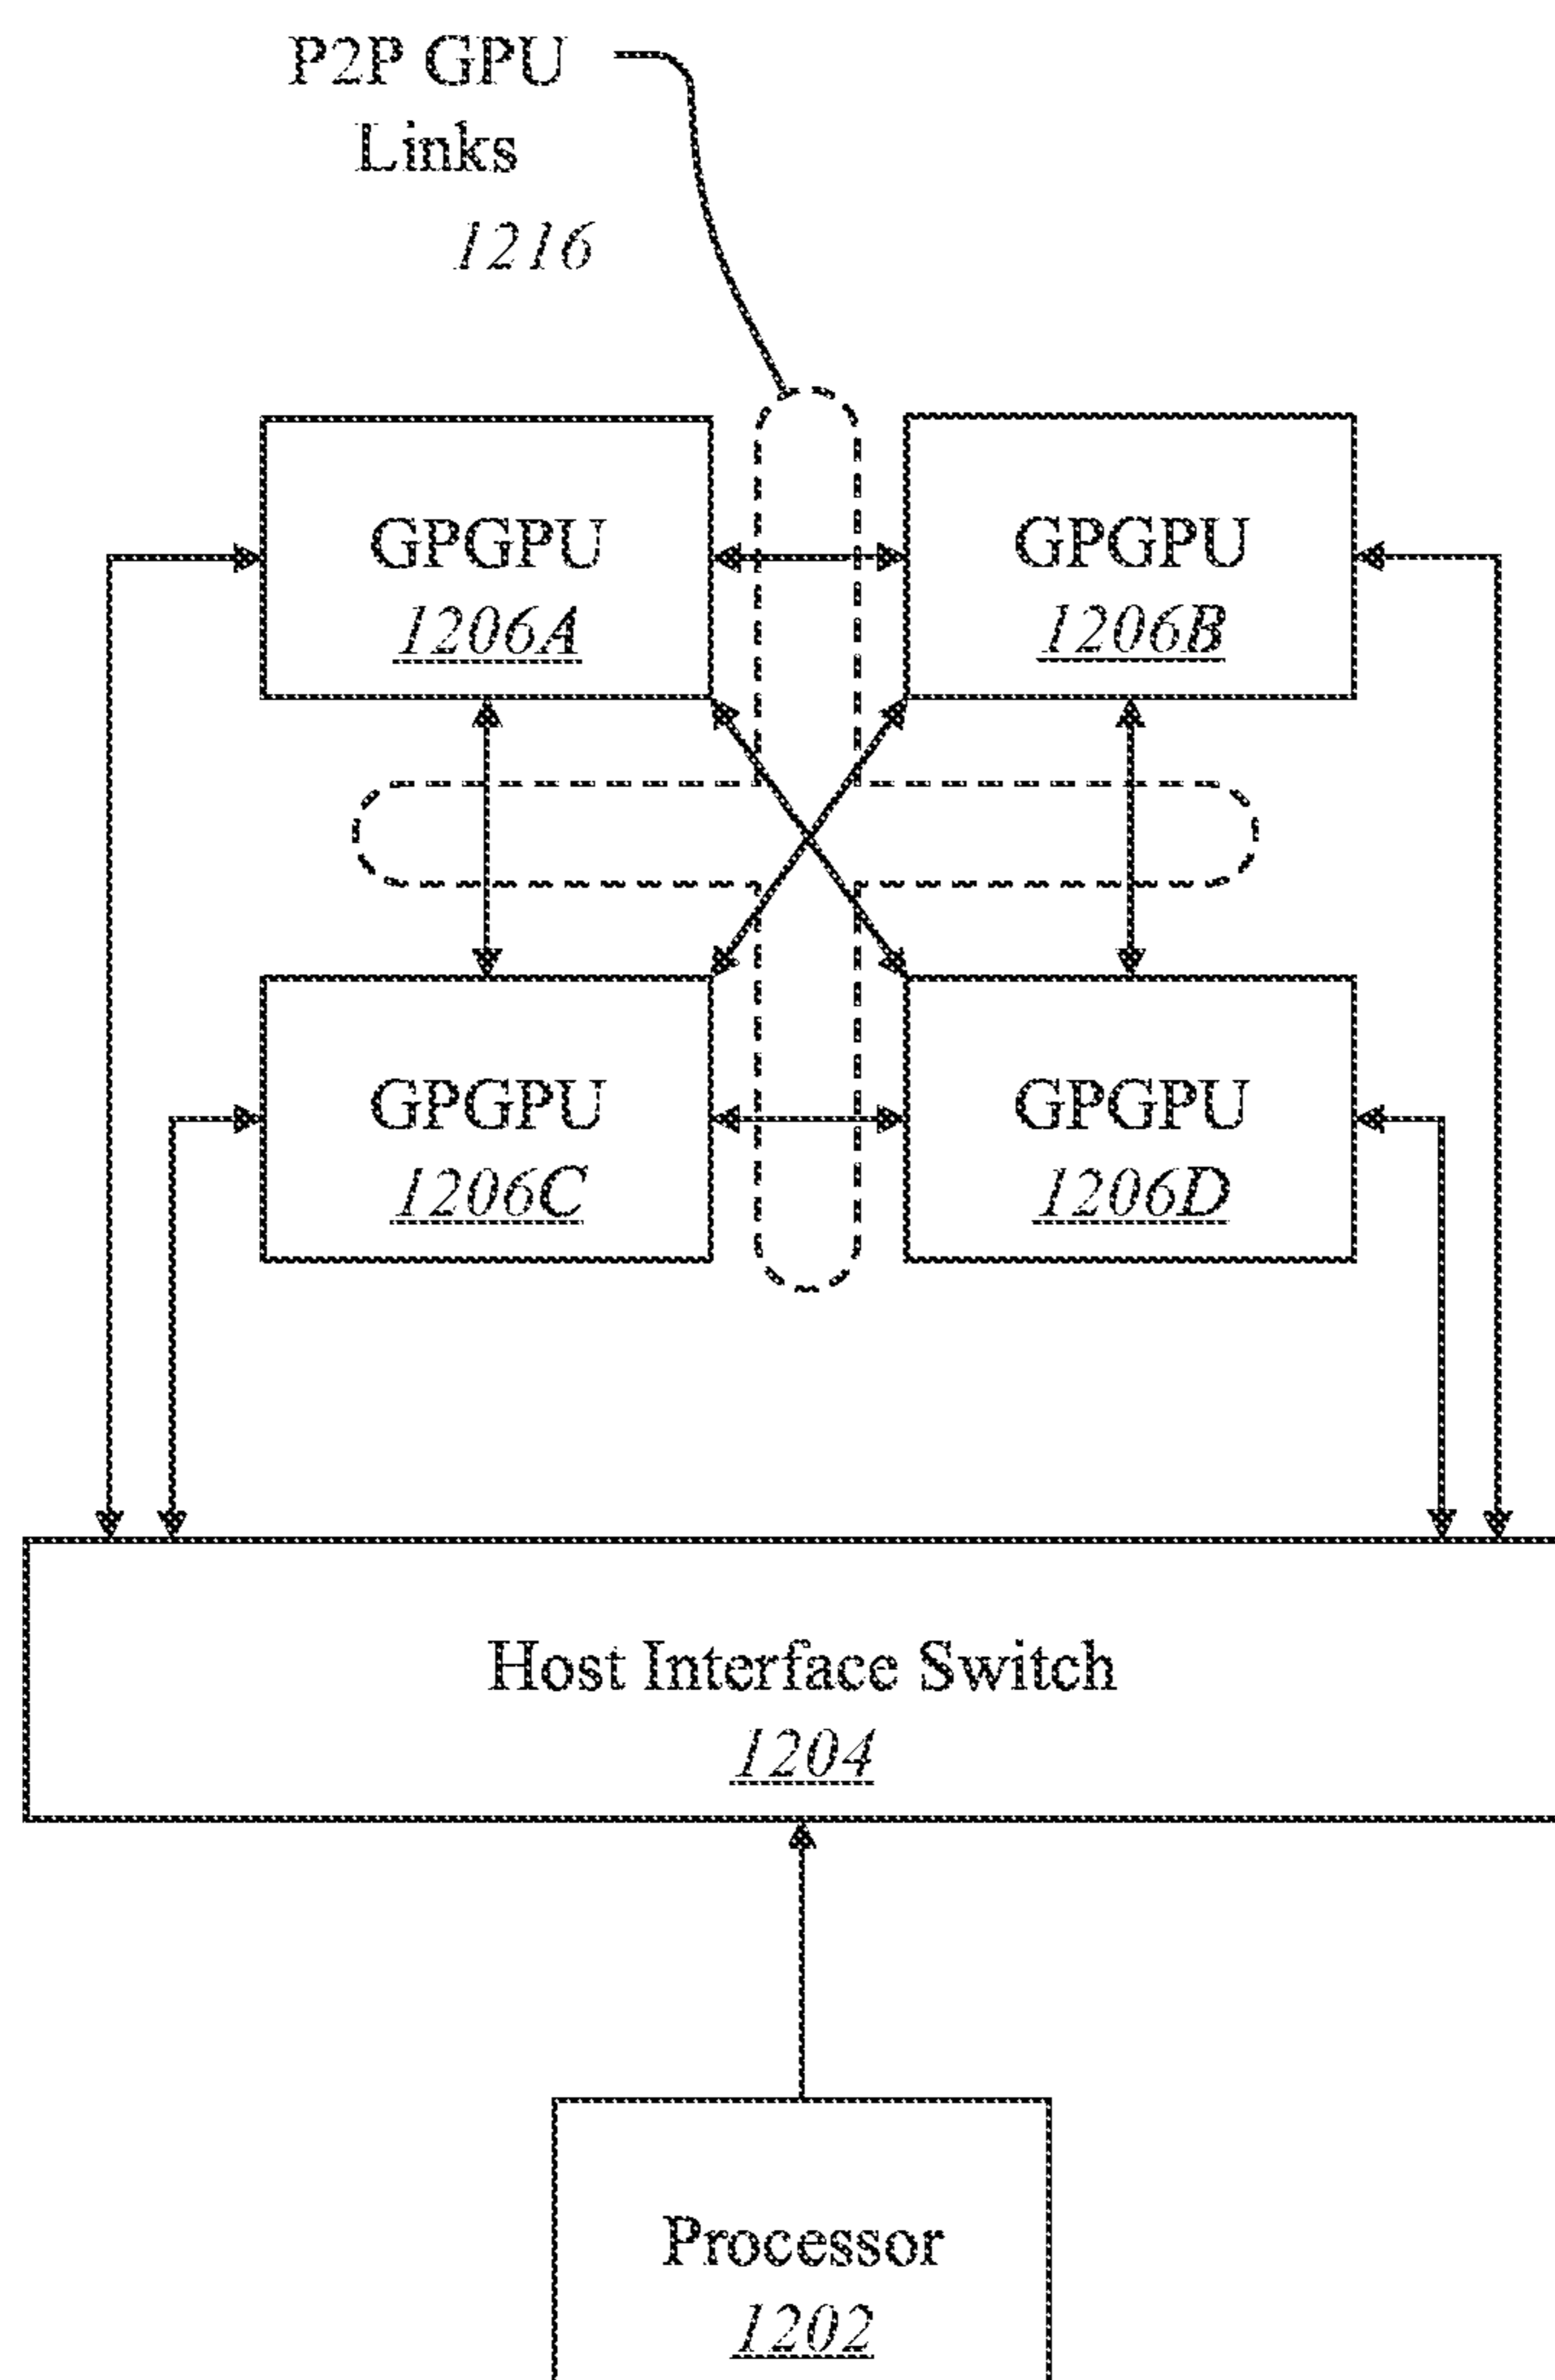 P2P GPU
Links
1216
GPGPU
1206A
GPGPU
1206B
GPGPU
1206C
GPGPU
1206D
Host Interface Switch
1204
Processor
1202